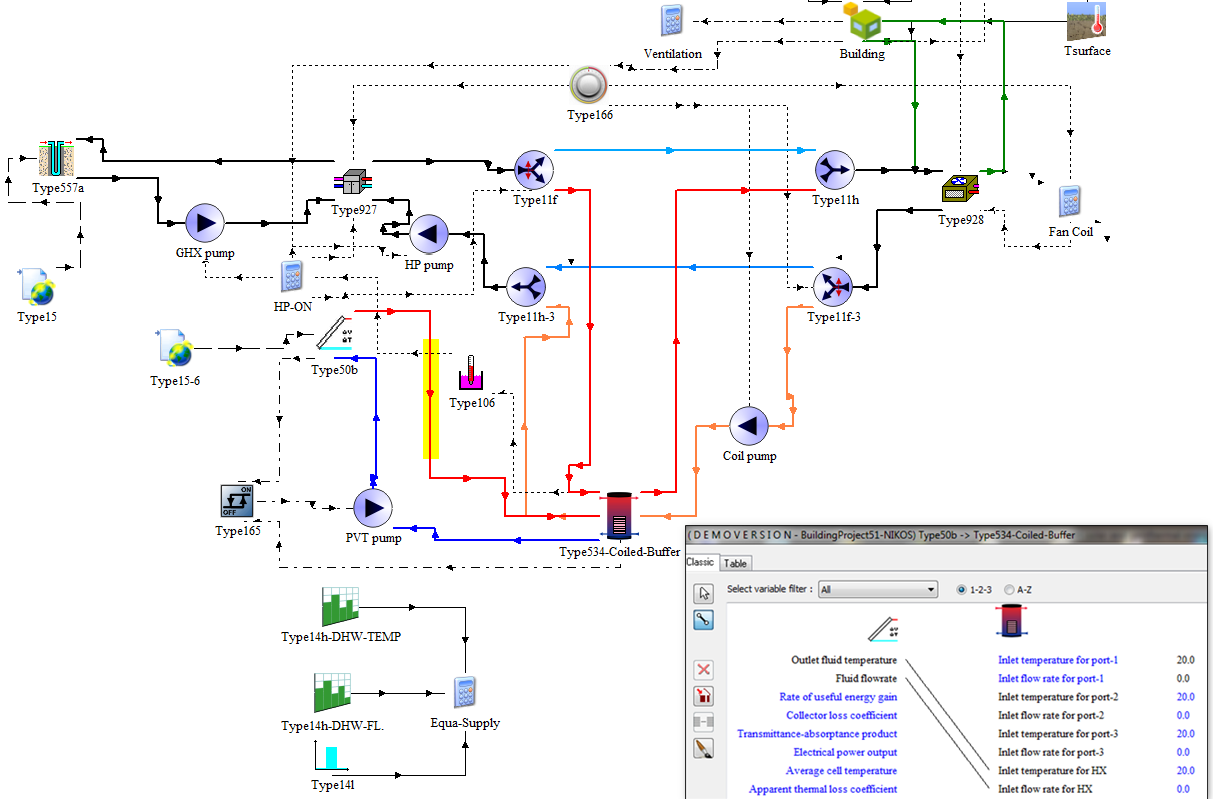 Ventilation
Building
Tsurface
Type166
Type557a
Type927
Type11f
Type11h
Type928
GHX pump
HP pump
Fan Coil
Type15
HP-ON
Type11h-3
Type11f-3
Type15-6
Type50b
Type106
Coil pump
ON
OFF
Type165
PVT pump
Type534-Coiled-Buffer
Type14h-DHW-TEMP
Type14h-DHW-FL.
Equa-Supply
Type14l
( D E M O V E R S I O N - BuildingProject51-NIKOS) Type50b -> Type534-Coiled-Buffer
Classic Table
Select variable filter : All 1-2-3 A-Z
Outlet fluid temperature Inlet temperature for port-1 20.0
Fluid flowrate Inlet flow rate for port-1 0.0
Rate of useful energy gain Inlet temperature for port-2 20.0
Collector loss coefficient Inlet flow rate for port-2 0.0
Transmittance-absorptance product Inlet temperature for port-3 20.0
Electrical power output Inlet flow rate for port-3 0.0
Average cell temperature Inlet temperature for HX 20.0
Apparent thermal loss coefficient Inlet flow rate for HX 0.0